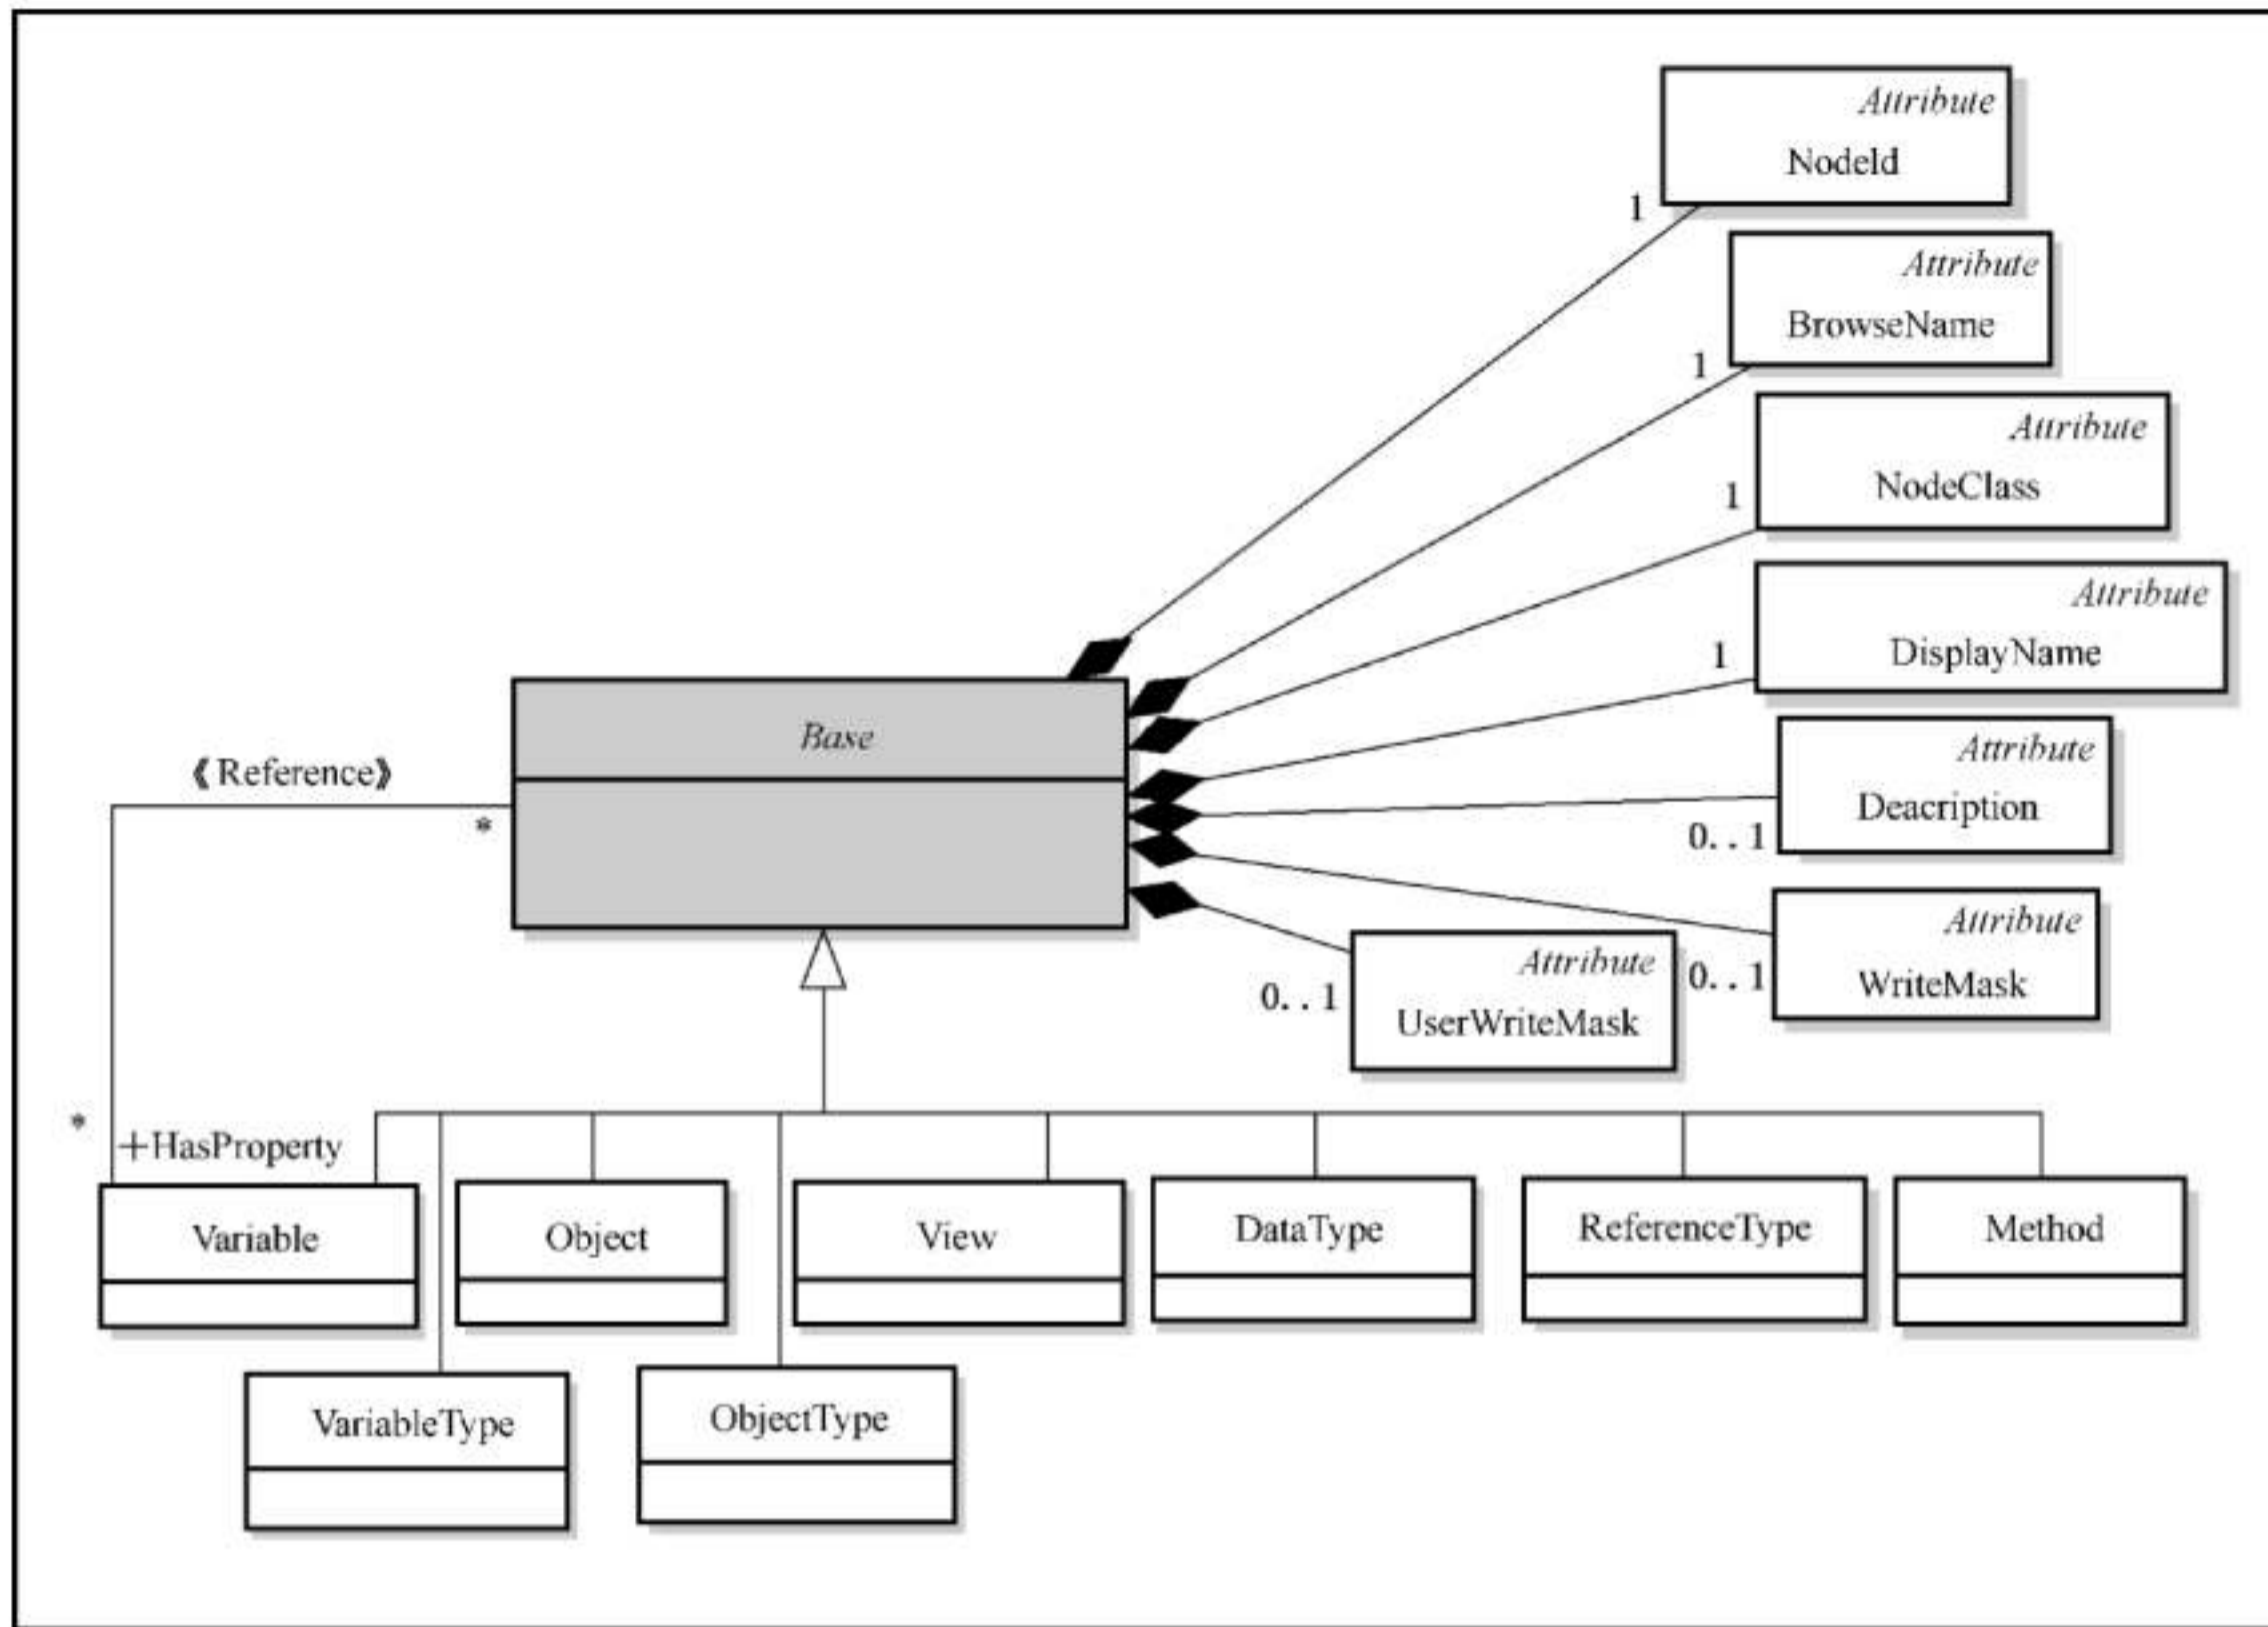 Attribute
NodeId
1
Attribute
BrowseName
1
Attribute
NodeClass
1
Attribute
DisplayName
1
Base
Attribute
Deacription
0..1
《Reference》
*
Attribute
WriteMask
0..1
Attribute
UserWriteMask
0..1
*
+HasProperty
Variable
Object
View
DataType
ReferenceType
Method
VariableType
ObjectType